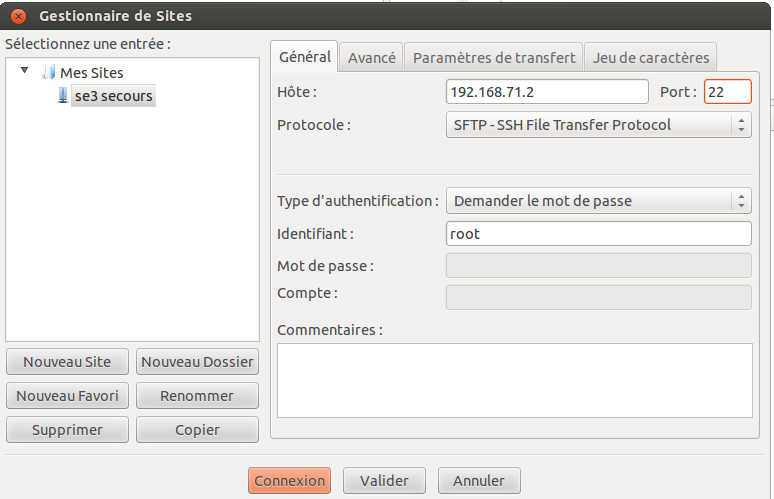 Gestionnaire de Sites
Sélectionnez une entrée :
Mes Sites
se3 secours
Nouveau Site
Nouveau Dossier
Nouveau Favori
Renommer
Supprimer
Copier
Général
Avancé
Paramètres de transfert
Jeu de caractères
Hôte :
192.168.71.2
Port :
22
Protocole :
SFTP - SSH File Transfer Protocol
Type d'authentification :
Demander le mot de passe
Identifiant :
root
Mot de passe :
Compte :
Commentaires :
Connexion
Valider
Annuler